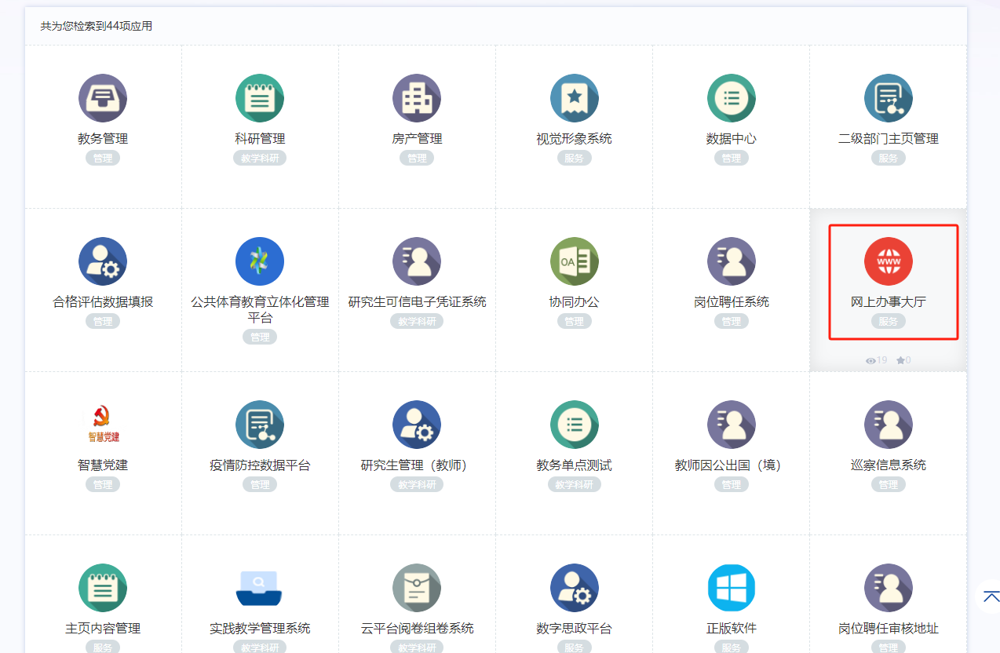 共为您检索到44项应用
教务管理
管理
科研管理
教学科研
房产管理
管理
视觉形象系统
服务
数据中心
管理
二级部门主页管理
服务
合格评估数据填报
管理
公共体育教育立体化管理
平台
管理
研究生可信电子凭证系统
教学科研
OA
协同办公
管理
岗位聘任系统
管理
WWW
网上办事大厅
服务
19 0
智慧党建
智慧党建
管理
疫情防控数据平台
管理
研究生管理（教师）
教学科研
教务单点测试
教学科研
教师因公出国（境）
管理
巡察信息系统
管理
主页内容管理
服务
实践教学管理系统
教学科研
云平台阅卷组卷系统
教学科研
数字思政平台
服务
正版软件
服务
岗位聘任审核地址
管理